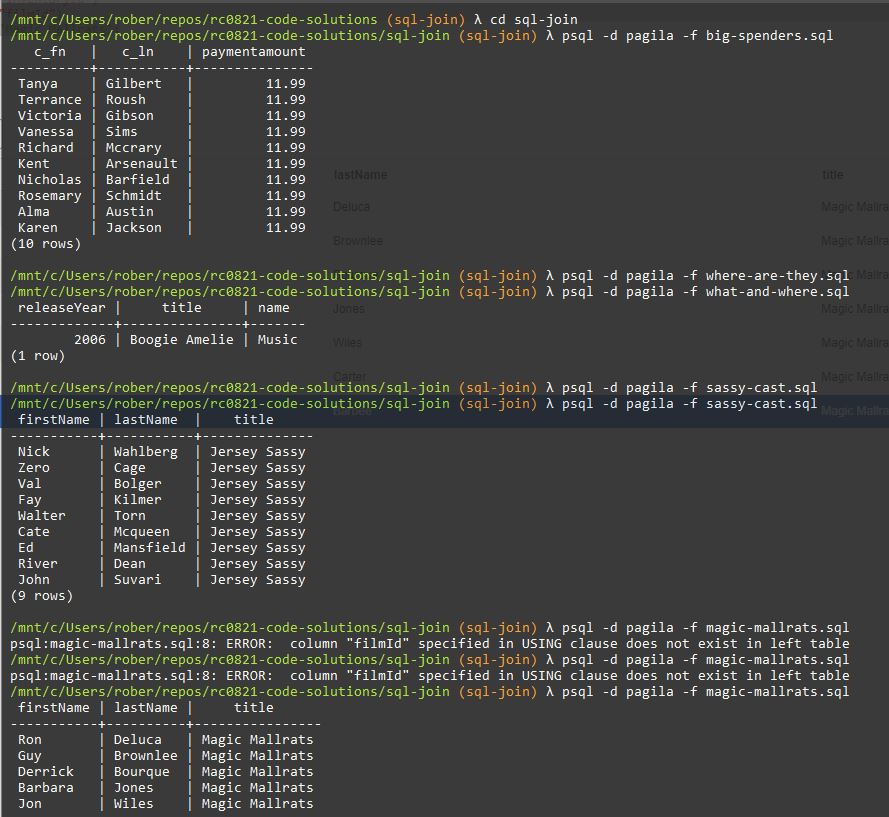 /mnt/c/Users/rober/repos/rc0821-code-solutions (sql-join) λ cd sql-join
/mnt/c/Users/rober/repos/rc0821-code-solutions/sql-join (sql-join) λ psql -d pagila -f big-spenders.sql
   c_fn   |   c_ln    | paymentamount
----------+-----------+---------------
 Tanya    | Gilbert   |         11.99
 Terrance | Roush     |         11.99
 Victoria | Gibson    |         11.99
 Vanessa  | Sims      |         11.99
 Richard  | Mccrary   |         11.99
 Kent     | Arsenault |         11.99
 Nicholas | Barfield  |         11.99
 Rosemary | Schmidt   |         11.99
 Alma     | Austin    |         11.99
 Karen    | Jackson   |         11.99
(10 rows)
/mnt/c/Users/rober/repos/rc0821-code-solutions/sql-join (sql-join) λ psql -d pagila -f where-are-they.sql
/mnt/c/Users/rober/repos/rc0821-code-solutions/sql-join (sql-join) λ psql -d pagila -f what-and-where.sql
 releaseYear |     title     | name
-------------+---------------+-------
        2006 | Boogie Amelie | Music
(1 row)
/mnt/c/Users/rober/repos/rc0821-code-solutions/sql-join (sql-join) λ psql -d pagila -f sassy-cast.sql
/mnt/c/Users/rober/repos/rc0821-code-solutions/sql-join (sql-join) λ psql -d pagila -f sassy-cast.sql
 firstName | lastName  |    title
-----------+-----------+--------------
 Nick      | Wahlberg  | Jersey Sassy
 Zero      | Cage      | Jersey Sassy
 Val       | Bolger    | Jersey Sassy
 Fay       | Kilmer    | Jersey Sassy
 Walter    | Torn      | Jersey Sassy
 Cate      | Mcqueen   | Jersey Sassy
 Ed        | Mansfield | Jersey Sassy
 River     | Dean      | Jersey Sassy
 John      | Suvari    | Jersey Sassy
(9 rows)
/mnt/c/Users/rober/repos/rc0821-code-solutions/sql-join (sql-join) λ psql -d pagila -f magic-mallrats.sql
psql:magic-mallrats.sql:8: ERROR:  column "filmId" specified in USING clause does not exist in left table
/mnt/c/Users/rober/repos/rc0821-code-solutions/sql-join (sql-join) λ psql -d pagila -f magic-mallrats.sql
psql:magic-mallrats.sql:8: ERROR:  column "filmId" specified in USING clause does not exist in left table
/mnt/c/Users/rober/repos/rc0821-code-solutions/sql-join (sql-join) λ psql -d pagila -f magic-mallrats.sql
 firstName | lastName |     title
-----------+----------+----------------
 Ron       | Deluca   | Magic Mallrats
 Guy       | Brownlee | Magic Mallrats
 Derrick   | Bourque  | Magic Mallrats
 Barbara   | Jones    | Magic Mallrats
 Jon       | Wiles    | Magic Mallrats
lastName title
Deluca Magic Mallra
Brownlee Magic Mallra
Jones Magic Mallra
Wiles Magic Mallra
Carter Magic Mallra
Magic Mallra